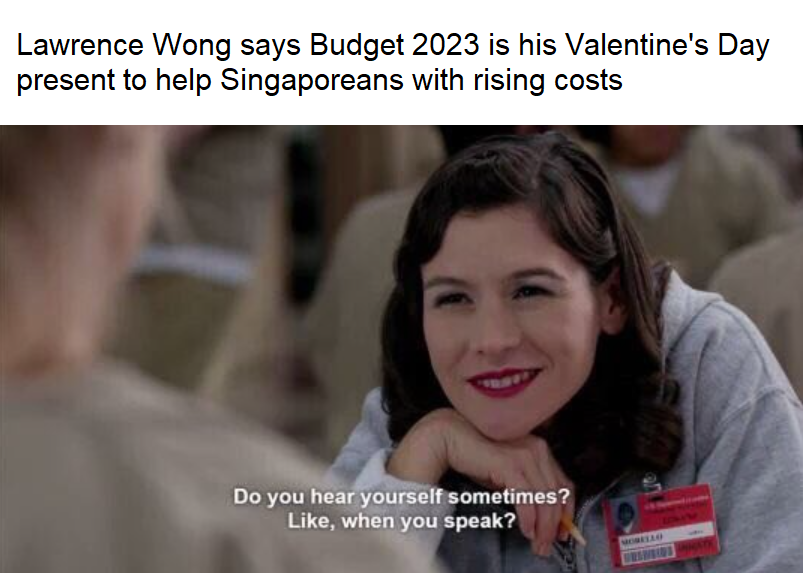 Lawrence Wong says Budget 2023 is his Valentine's Day
present to help Singaporeans with rising costs
Do you hear yourself sometimes?
Like, when you speak?
MORELLO